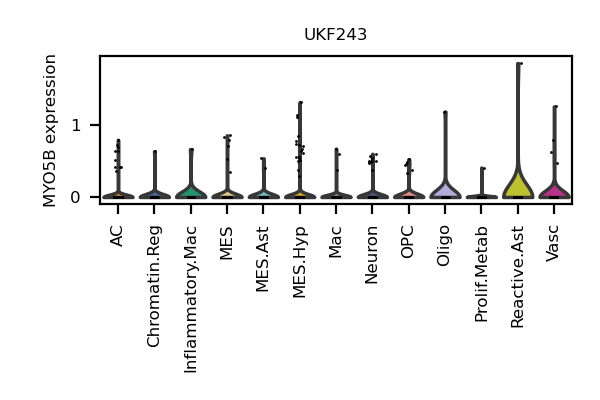 UKF243
MYO5B expression
1
0
AC
Chromatin.Reg
Inflammatory.Mac
MES
MES.Ast
MES.Hyp
Mac
Neuron
OPC
Oligo
Prolif.Metab
Reactive.Ast
Vasc